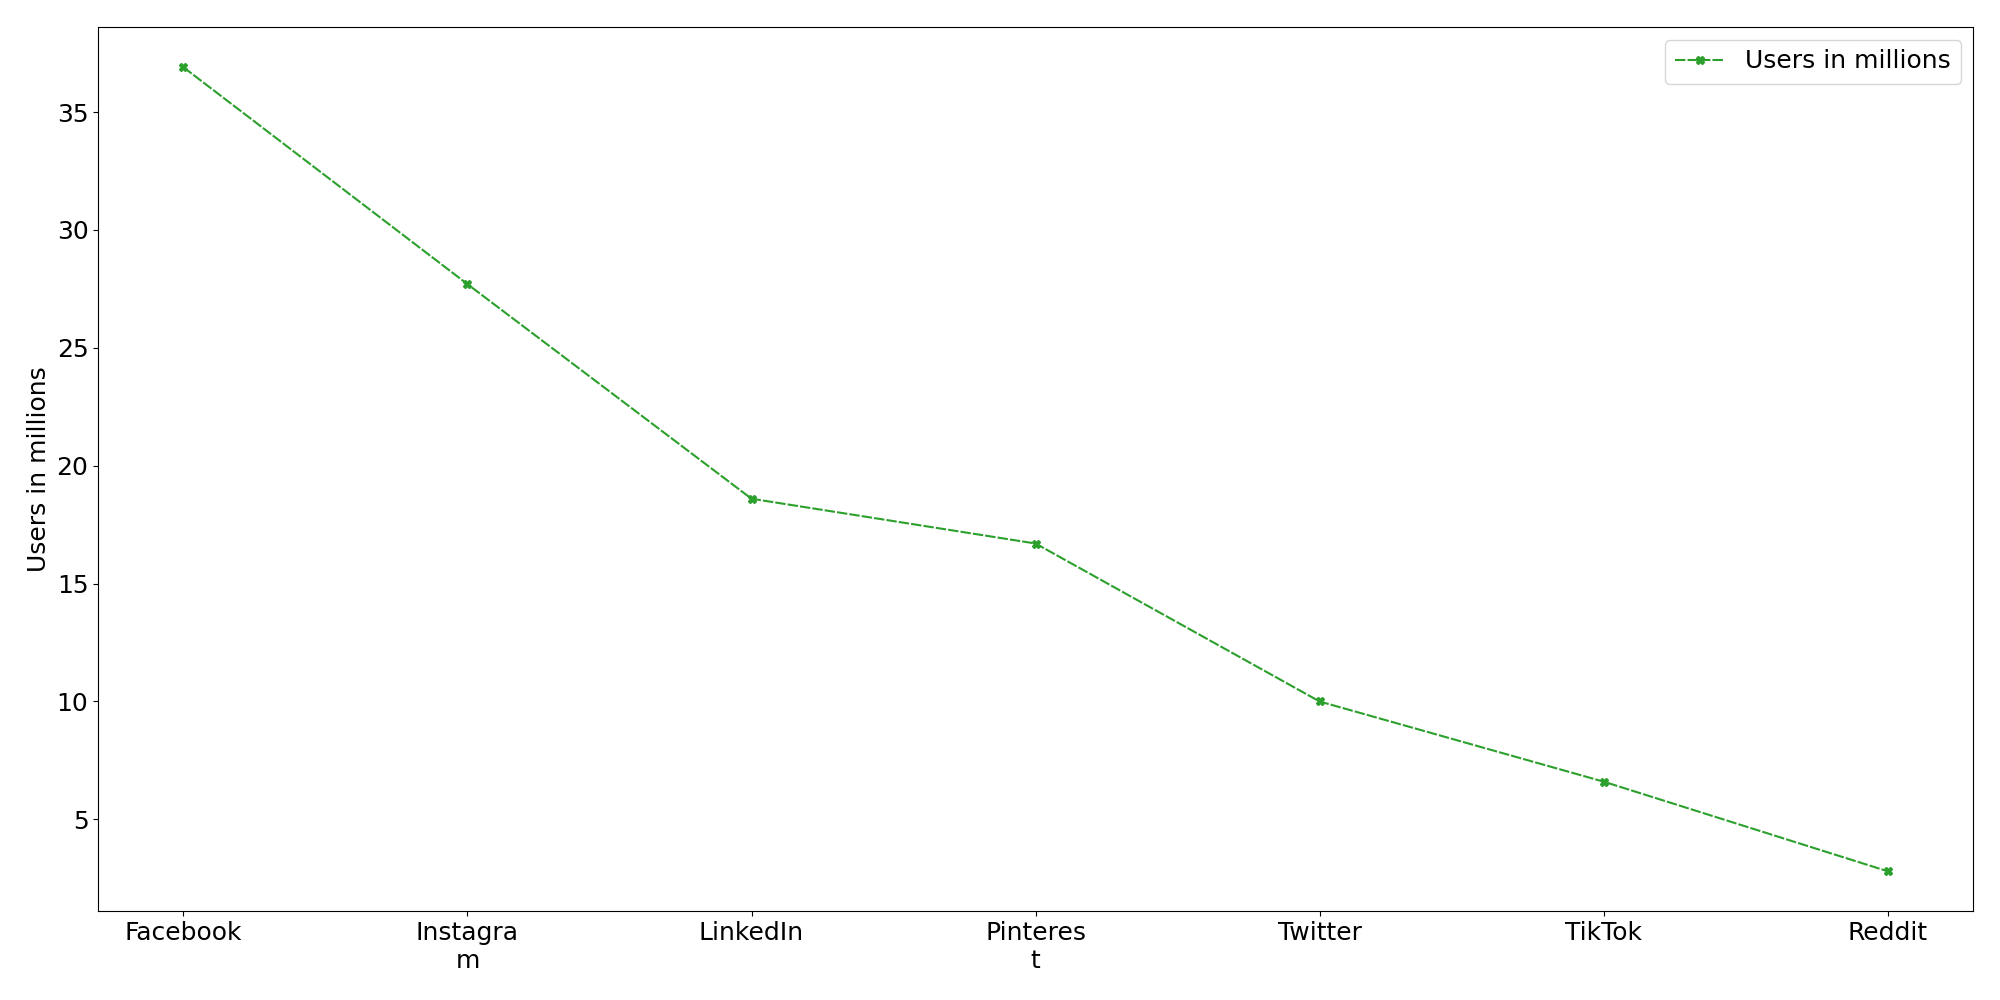 Users in millions
35
30
25
20
15
10
5
Users in millions
Facebook
Instagra
m
LinkedIn
Pinteres
t
Twitter
TikTok
Reddit